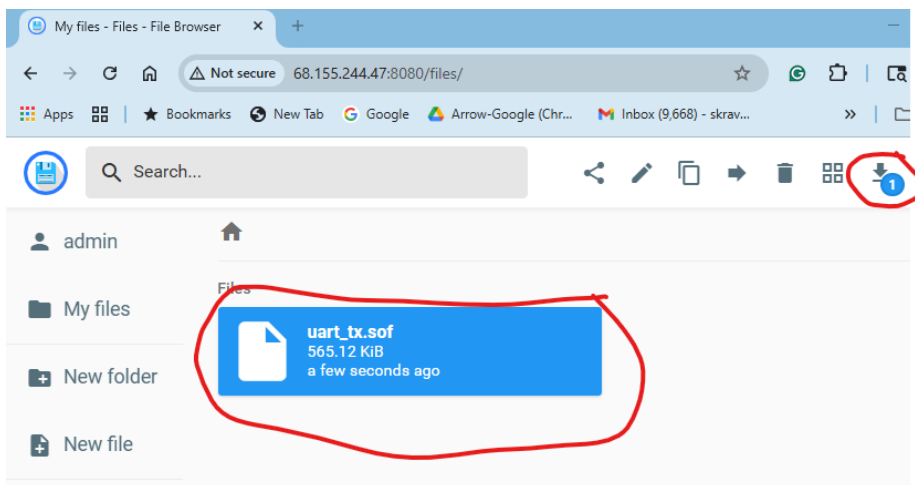 My files - Files - File Browser
Not secure 68.155.244.47:8080/files/
Apps Bookmarks New Tab Google Arrow-Google (Chr... Inbox (9,668) - skrav... »
Search... 1
admin
Files
My files
uart_tx.sof
565.12 KiB
a few seconds ago
New folder
New file